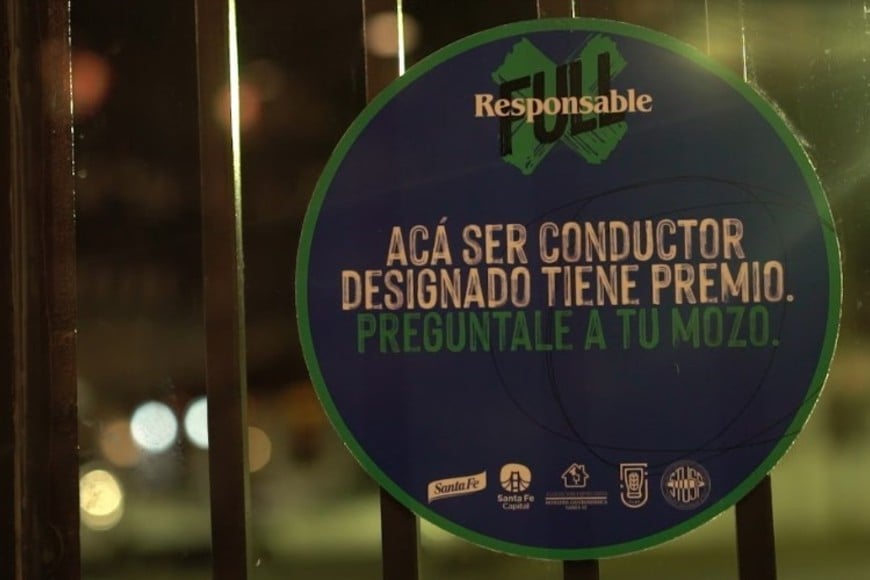 FULL
Responsable
ACÁ SER CONDUCTOR
DESIGNADO TIENE PREMIO.
PREGUNTALE A TU MOZO.
Santa Fe
Santa Fe
Capital